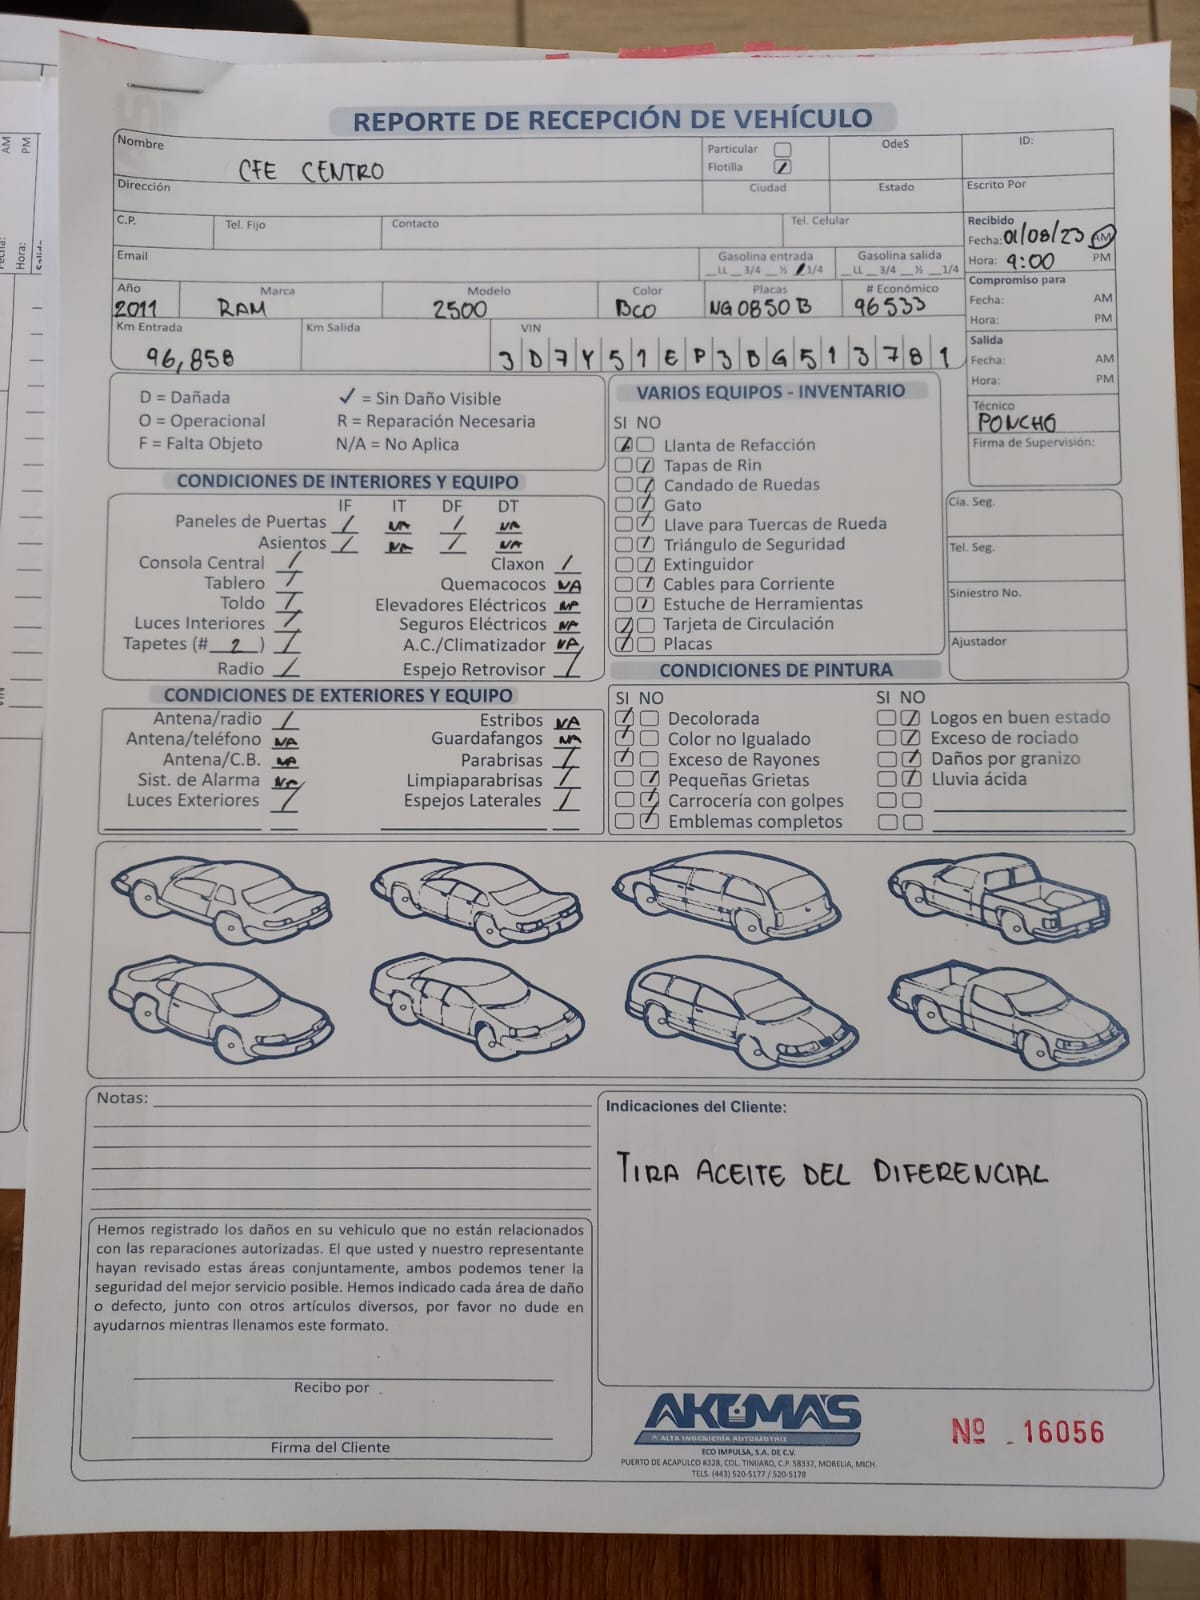 REPORTE DE RECEPCIÓN DE VEHÍCULO
Nombre
CFE CENTRO
Particular
Flotilla
OdeS
ID:
Dirección
Ciudad
Estado
Escrito Por
C.P.
Tel. Fijo
Contacto
Tel. Celular
Recibido
Fecha: 01/08/23 AM
Hora: 9:00 PM
Email
Gasolina entrada
__LL __3/4 __½ __1/4
Gasolina salida
__LL __3/4 __½ __1/4
Compromiso para
Fecha: AM
Hora: PM
Año
2011
Marca
RAM
Modelo
2500
Color
BCO
Placas
NG0850B
# Económico
96533
Km Entrada
96,858
Km Salida
VIN
3D7Y51EP3BG513781
Salida
Fecha: AM
Hora: PM
Técnico
PONCHO
Firma de Supervisión:
D = Dañada
✓ = Sin Daño Visible
O = Operacional
R = Reparación Necesaria
F = Falta Objeto
N/A = No Aplica
CONDICIONES DE INTERIORES Y EQUIPO
IF IT DF DT
Paneles de Puertas / NA / NA
Asientos / NA / NA
Consola Central /
Claxon /
Tablero /
Quemacocos NA
Toldo /
Elevadores Eléctricos NA
Luces Interiores /
Seguros Eléctricos NA
Tapetes (# 2 ) /
A.C./Climatizador NA
Radio /
Espejo Retrovisor /
CONDICIONES DE EXTERIORES Y EQUIPO
Antena/radio /
Estribos NA
Antena/teléfono NA
Guardafangos NA
Antena/C.B. NA
Parabrisas /
Sist. de Alarma NA
Limpiaparabrisas /
Luces Exteriores /
Espejos Laterales /
VARIOS EQUIPOS - INVENTARIO
SI NO
Llanta de Refacción
Tapas de Rin
Candado de Ruedas
Gato
Llave para Tuercas de Rueda
Triángulo de Seguridad
Extinguidor
Cables para Corriente
Estuche de Herramientas
Tarjeta de Circulación
Placas
Cía. Seg.
Tel. Seg.
Siniestro No.
Ajustador
CONDICIONES DE PINTURA
SI NO
Decolorada
Color no Igualado
Exceso de Rayones
Pequeñas Grietas
Carrocería con golpes
Emblemas completos
SI NO
Logos en buen estado
Exceso de rociado
Daños por granizo
Lluvia ácida
Notas:
Hemos registrado los daños en su vehiculo que no están relacionados
con las reparaciones autorizadas. El que usted y nuestro representante
hayan revisado estas áreas conjuntamente, ambos podemos tener la
seguridad del mejor servicio posible. Hemos indicado cada área de daño
o defecto, junto con otros artículos diversos, por favor no dude en
ayudarnos mientras llenamos este formato.
Recibo por
Firma del Cliente
Indicaciones del Cliente:
TIRA ACEITE DEL DIFERENCIAL
AKUMA'S
ALTA INGENIERÍA AUTOMOTRIZ
ECO IMPULSA, S.A. DE C.V.
PUERTO DE ACAPULCO #328, COL. TINIJARO, C.P. 58337, MORELIA, MICH.
TELS. (443) 520-5177 / 520-5178
Nº 16056
AM
PM
Hora: